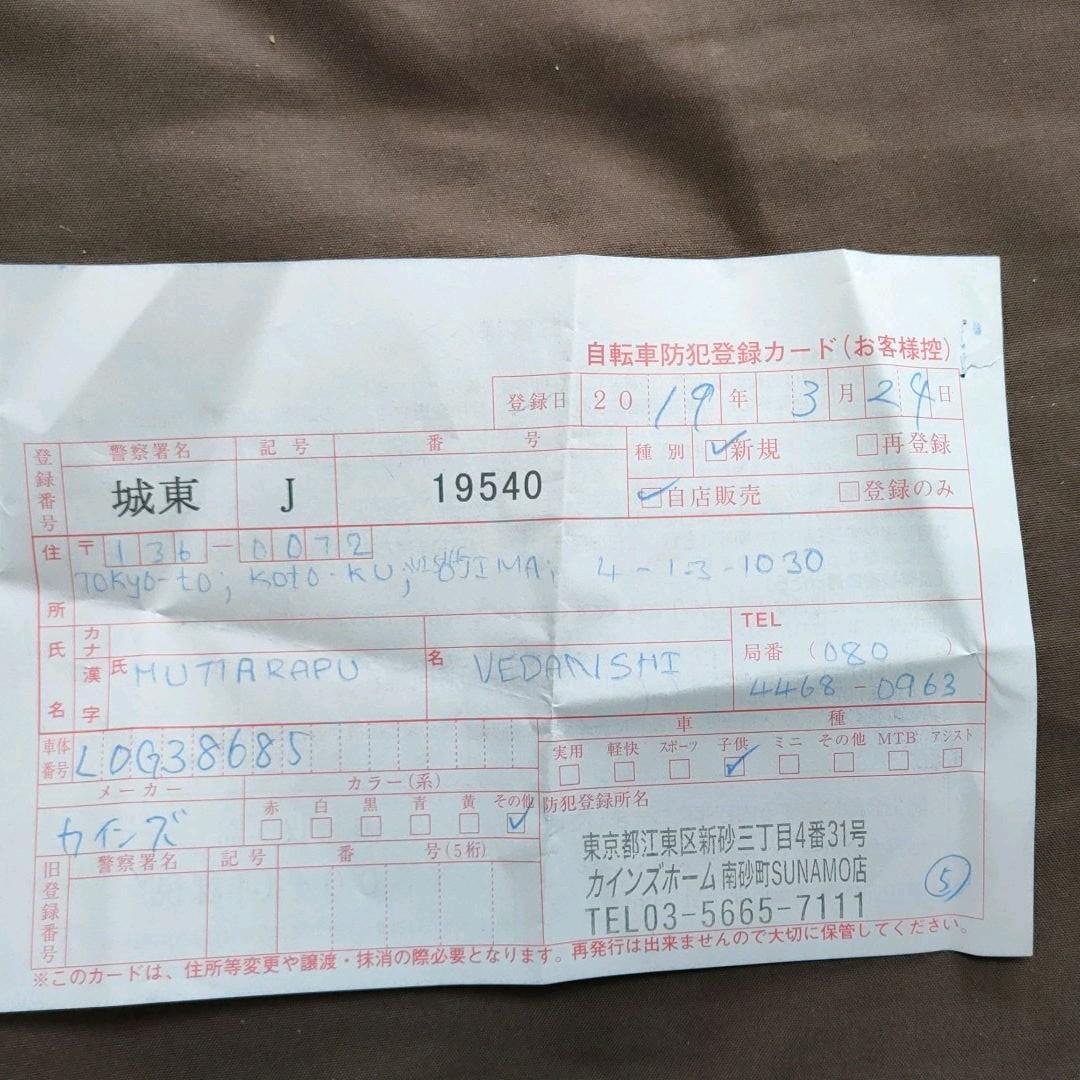 自転車防犯登録カード(お客様控)
登録日 2019年 3月24日
登録番号 警察署名 記号 番号
城東 J 19540
種別 新規 再登録
自店販売 登録のみ
住所 〒136-0072
TOKYO-to; KOTO-KU; OJIMA; 4-1-3-1030
氏名 カナ 漢字
氏 MUTTARAPU 名 VEDANSHI
TEL
局番 (080)
4468-0963
車体番号 LOG38685
車種
実用 軽快 スポーツ 子供 ミニ その他 MTB アシスト
メーカー カラー(系)
カインズ
赤 白 黒 青 黄 その他
防犯登録所名
東京都江東区新砂三丁目4番31号
カインズホーム 南砂町SUNAMO店
TEL03-5665-7111
5
旧登録番号 警察署名 記号 番号(5桁)
※このカードは、住所等変更や譲渡・抹消の際必要となります。再発行は出来ませんので大切に保管してください。